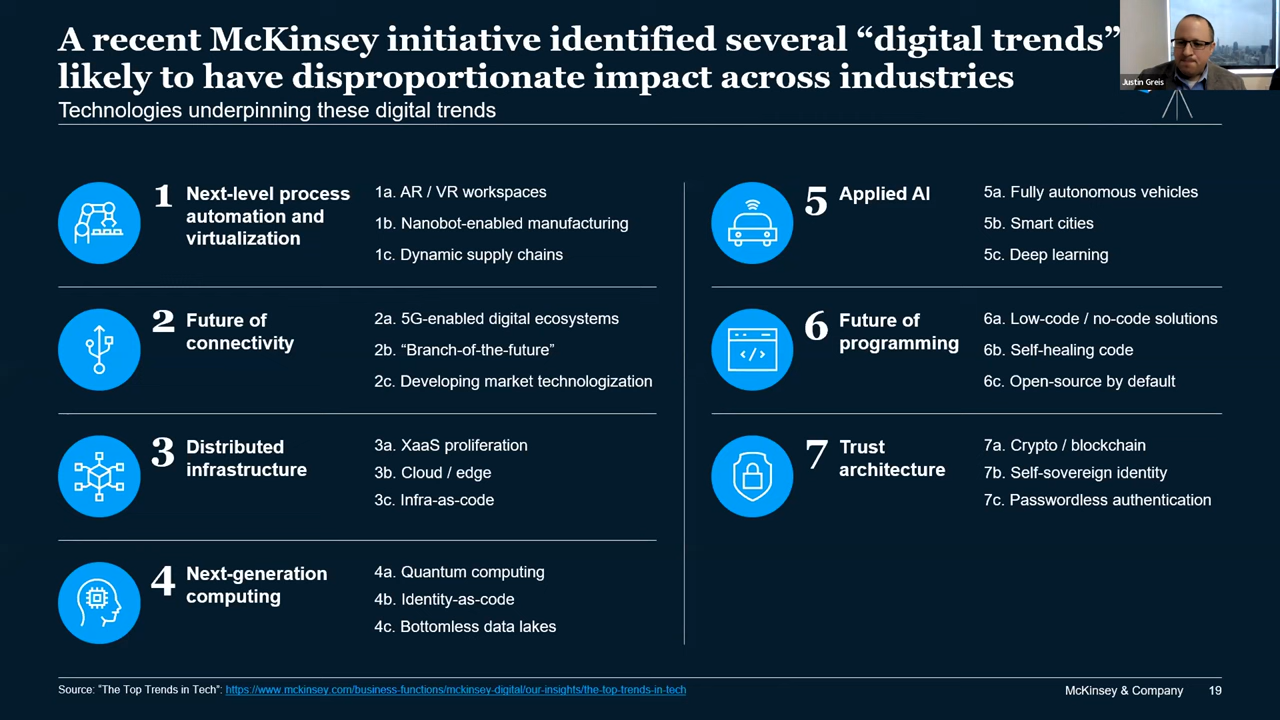 A recent McKinsey initiative identified several “digital trends”
likely to have disproportionate impact across industries
Technologies underpinning these digital trends
Justin Greis
1 Next-level process
automation and
virtualization
1a. AR / VR workspaces
1b. Nanobot-enabled manufacturing
1c. Dynamic supply chains
2 Future of
connectivity
2a. 5G-enabled digital ecosystems
2b. “Branch-of-the-future”
2c. Developing market technologization
3 Distributed
infrastructure
3a. XaaS proliferation
3b. Cloud / edge
3c. Infra-as-code
4 Next-generation
computing
4a. Quantum computing
4b. Identity-as-code
4c. Bottomless data lakes
5 Applied AI
5a. Fully autonomous vehicles
5b. Smart cities
5c. Deep learning
6 Future of
programming
6a. Low-code / no-code solutions
6b. Self-healing code
6c. Open-source by default
7 Trust
architecture
7a. Crypto / blockchain
7b. Self-sovereign identity
7c. Passwordless authentication
Source: “The Top Trends in Tech”: https://www.mckinsey.com/business-functions/mckinsey-digital/our-insights/the-top-trends-in-tech
McKinsey & Company 19